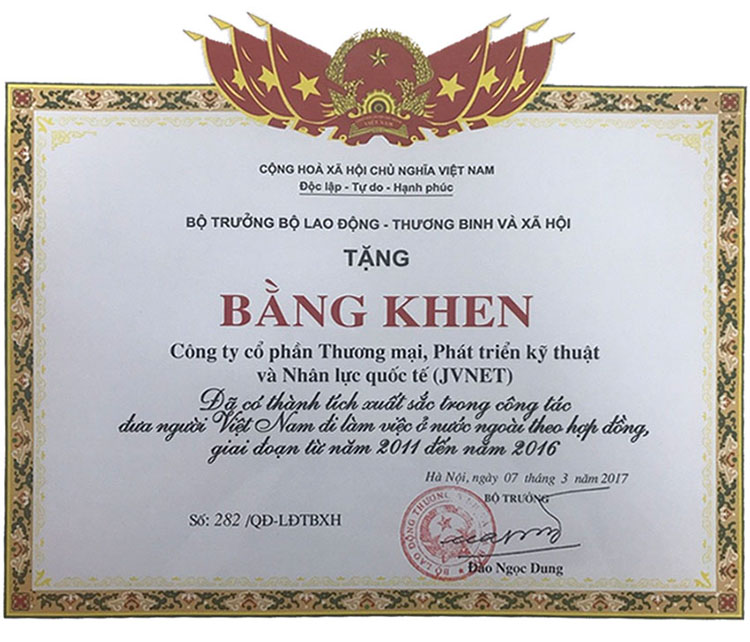 CỘNG HOÀ XÃ HỘI CHỦ NGHĨA VIỆT NAM
Độc lập - Tự do - Hạnh phúc
BỘ TRƯỞNG BỘ LAO ĐỘNG - THƯƠNG BINH VÀ XÃ HỘI
TẶNG
BẰNG KHEN
Công ty cổ phần Thương mại, Phát triển kỹ thuật
và Nhân lực quốc tế (JVNET)
Đã có thành tích xuất sắc trong công tác
đưa người Việt Nam đi làm việc ở nước ngoài theo hợp đồng,
giai đoạn từ năm 2011 đến năm 2016
Hà Nội, ngày 07 tháng 3 năm 2017
BỘ TRƯỞNG
Số: 282 /QĐ-LĐTBXH
Đào Ngọc Dung